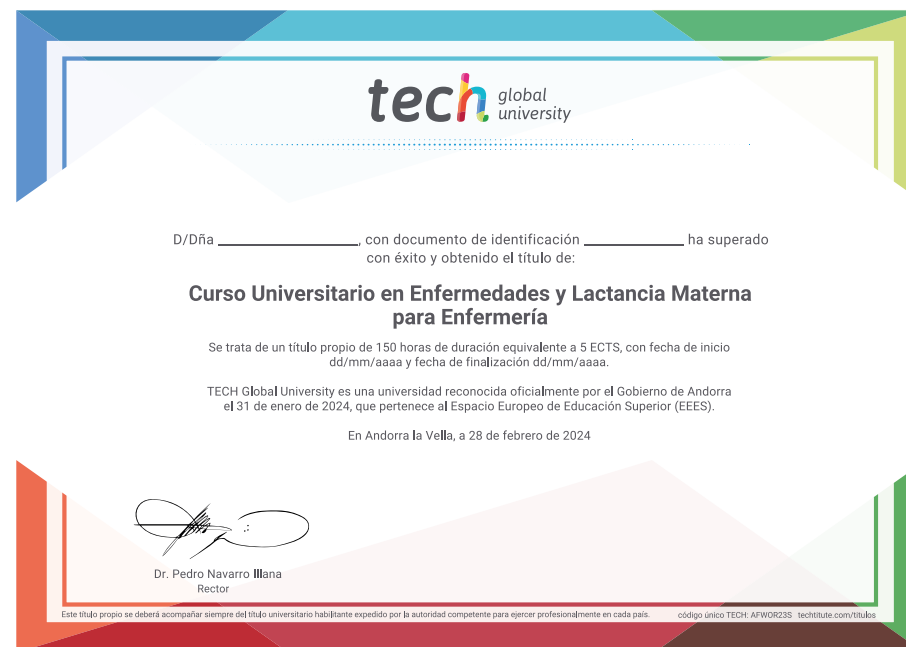 tech global university
D/Dña ____________________, con documento de identificación ______________ ha superado
con éxito y obtenido el título de:
Curso Universitario en Enfermedades y Lactancia Materna
para Enfermería
Se trata de un título propio de 150 horas de duración equivalente a 5 ECTS, con fecha de inicio
dd/mm/aaaa y fecha de finalización dd/mm/aaaa.
TECH Global University es una universidad reconocida oficialmente por el Gobierno de Andorra
el 31 de enero de 2024, que pertenece al Espacio Europeo de Educación Superior (EEES).
En Andorra la Vella, a 28 de febrero de 2024
Dr. Pedro Navarro Illana
Rector
Este título propio se deberá acompañar siempre del título universitario habilitante expedido por la autoridad competente para ejercer profesionalmente en cada país. código único TECH: AFWOR23S techtitute.com/titulos